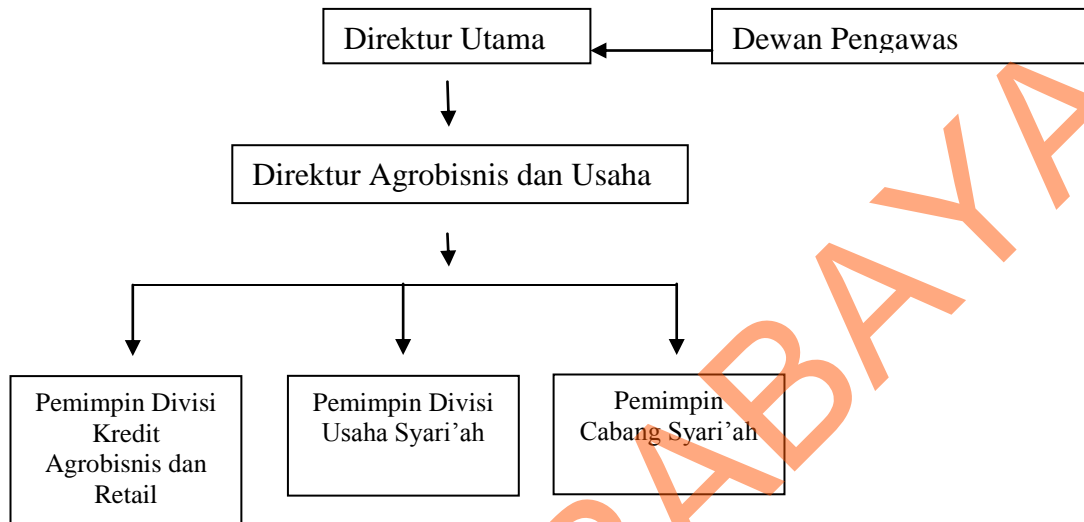 Direktur Utama
Dewan Pengawas
Direktur Agrobisnis dan Usaha
Pemimpin Divisi
Kredit
Agrobisnis dan
Retail
Pemimpin Divisi
Usaha Syari’ah
Pemimpin
Cabang Syari’ah
RABAYA